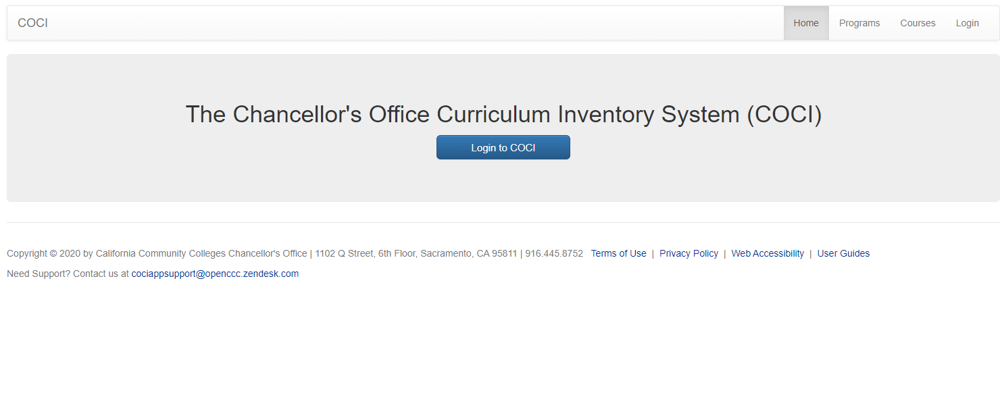 COCI
Home Programs Courses Login
The Chancellor's Office Curriculum Inventory System (COCI)
Login to COCI
Copyright © 2020 by California Community Colleges Chancellor's Office | 1102 Q Street, 6th Floor, Sacramento, CA 95811 | 916.445.8752 Terms of Use | Privacy Policy | Web Accessibility | User Guides
Need Support? Contact us at cociappsupport@openccc.zendesk.com